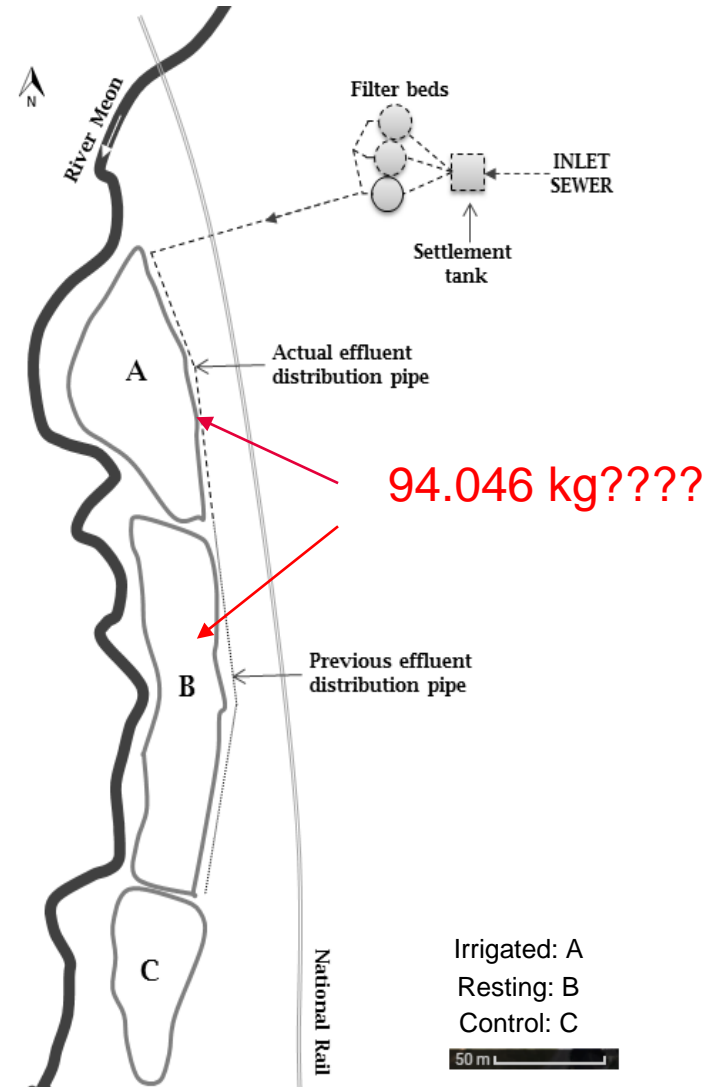 N
River Meon
Filter beds
INLET
SEWER
Settlement
tank
Actual effluent
distribution pipe
A
94.046 kg????
Previous effluent
distribution pipe
B
C
National Rail
Irrigated: A
Resting: B
Control: C
50 m